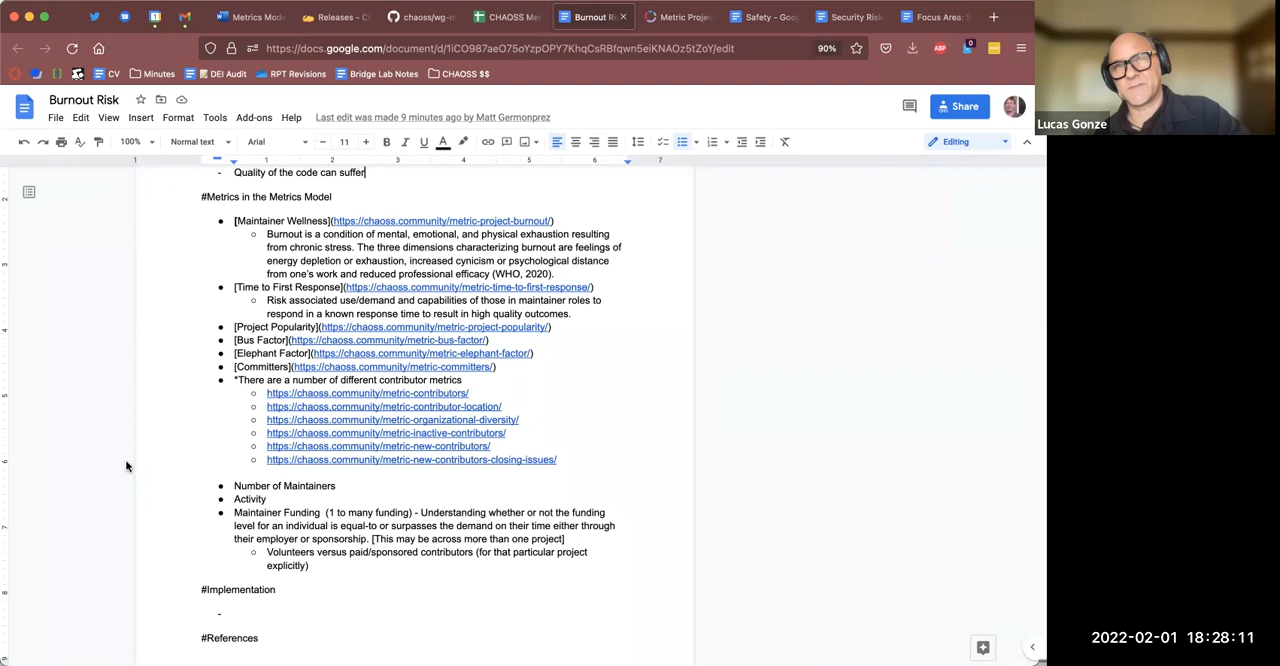 Metrics Mod
Releases - C
chaoss/wg-m
CHAOSS Me
Burnout Ri
Metric Proje
Safety - Goo
Security Risk
Focus Area: S
https://docs.google.com/document/d/1iCO987aeO75oYzpOPY7KhqCsRBfqwn5eiKNAOz5tZoY/edit
90%
ABP
0
CV
Minutes
DEI Audit
RPT Revisions
Bridge Lab Notes
CHAOSS $$
Lucas Gonze
Burnout Risk
Share
File Edit View Insert Format Tools Add-ons Help Last edit was made 9 minutes ago by Matt Germonprez
100% Normal text Arial - 11 + B I U A Editing
1 1 2 3 4 5 6 7
- Quality of the code can suffer
#Metrics in the Metrics Model
● [Maintainer Wellness](https://chaoss.community/metric-project-burnout/)
○ Burnout is a condition of mental, emotional, and physical exhaustion resulting
from chronic stress. The three dimensions characterizing burnout are feelings of
energy depletion or exhaustion, increased cynicism or psychological distance
from one's work and reduced professional efficacy (WHO, 2020).
● [Time to First Response](https://chaoss.community/metric-time-to-first-response/)
○ Risk associated use/demand and capabilities of those in maintainer roles to
respond in a known response time to result in high quality outcomes.
● [Project Popularity](https://chaoss.community/metric-project-popularity/)
● [Bus Factor](https://chaoss.community/metric-bus-factor/)
● [Elephant Factor](https://chaoss.community/metric-elephant-factor/)
● [Committers](https://chaoss.community/metric-committers/)
● *There are a number of different contributor metrics
○ https://chaoss.community/metric-contributors/
○ https://chaoss.community/metric-contributor-location/
○ https://chaoss.community/metric-organizational-diversity/
○ https://chaoss.community/metric-inactive-contributors/
○ https://chaoss.community/metric-new-contributors/
○ https://chaoss.community/metric-new-contributors-closing-issues/
● Number of Maintainers
● Activity
● Maintainer Funding (1 to many funding) - Understanding whether or not the funding
level for an individual is equal-to or surpasses the demand on their time either through
their employer or sponsorship. [This may be across more than one project]
○ Volunteers versus paid/sponsored contributors (for that particular project
explicitly)
#Implementation
-
#References
2022-02-01 18:28:11